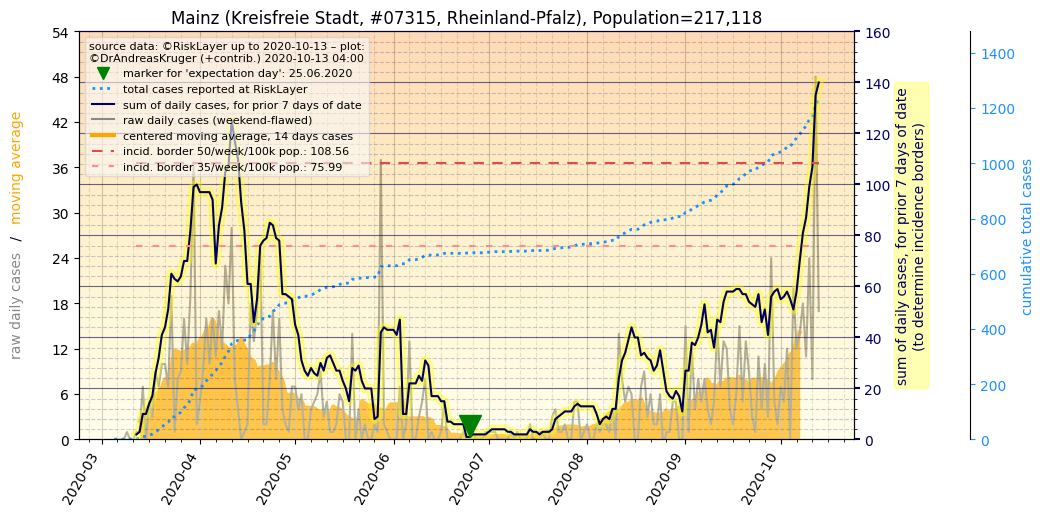 Mainz (Kreisfreie Stadt, #07315, Rheinland-Pfalz), Population=217,118
source data: ©RiskLayer up to 2020-10-13 – plot:
©DrAndreasKruger (+contrib.) 2020-10-13 04:00
marker for 'expectation day': 25.06.2020
total cases reported at RiskLayer
sum of daily cases, for prior 7 days of date
raw daily cases (weekend-flawed)
centered moving average, 14 days cases
incid. border 50/week/100k pop.: 108.56
incid. border 35/week/100k pop.: 75.99
raw daily cases / moving average
54
48
42
36
30
24
18
12
6
0
2020-03
2020-04
2020-05
2020-06
2020-07
2020-08
2020-09
2020-10
160
140
120
100
80
60
40
20
0
sum of daily cases, for prior 7 days of date
(to determine incidence borders)
1400
1200
1000
800
600
400
200
0
cumulative total cases